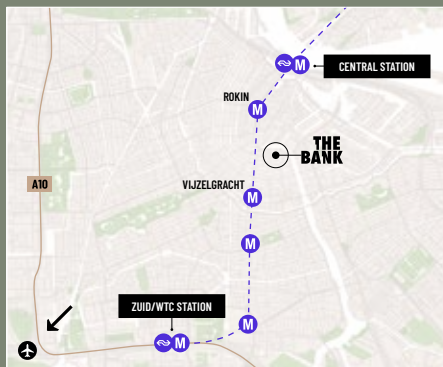 M
CENTRAL STATION
ROKIN
M
THE
BANK
A10
VIJZELGRACHT
M
M
ZUID/WTC STATION
M
M